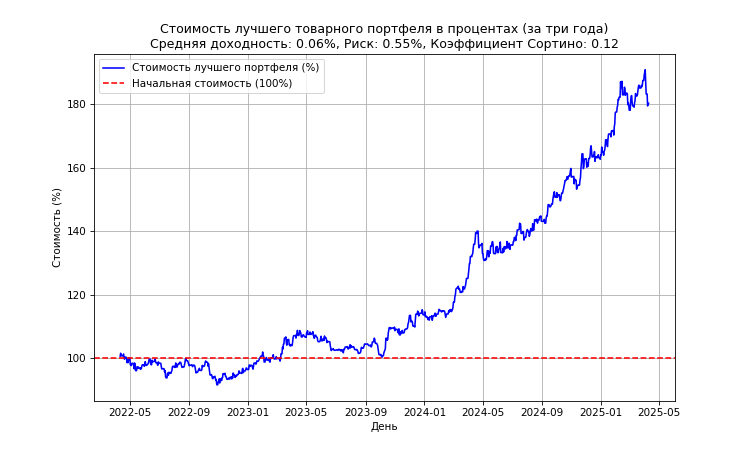 Стоимость лучшего товарного портфеля в процентах (за три года)
Средняя доходность: 0.06%, Риск: 0.55%, Коэффициент Сортино: 0.12
Стоимость лучшего портфеля (%)
Начальная стоимость (100%)
Стоимость (%)
180
160
140
120
100
2022-05 2022-09 2023-01 2023-05 2023-09 2024-01 2024-05 2024-09 2025-01 2025-05
День